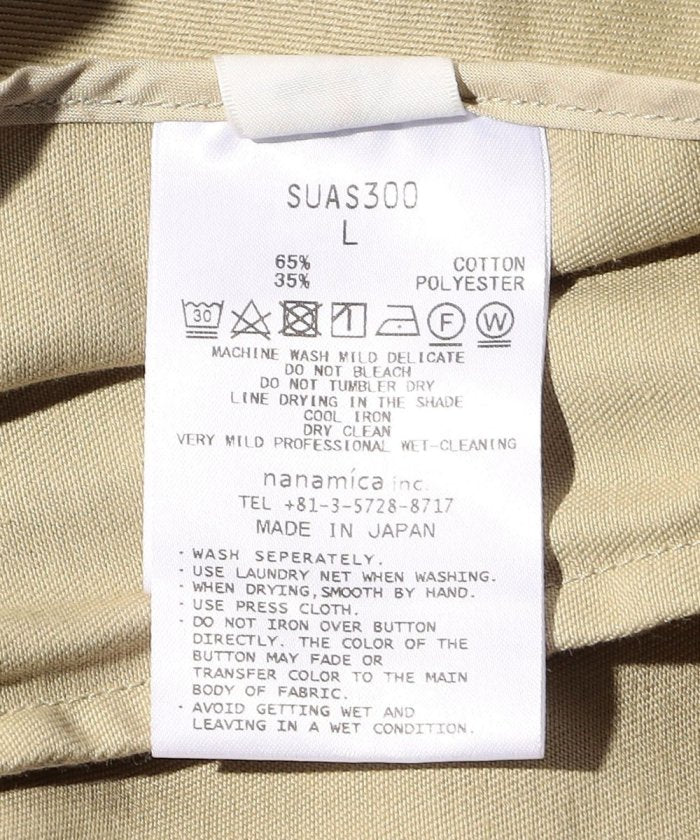 SUAS300
L
65% COTTON
35% POLYESTER
30 F W
MACHINE WASH MILD DELICATE
DO NOT BLEACH
DO NOT TUMBLER DRY
LINE DRYING IN THE SHADE
COOL IRON
DRY CLEAN
VERY MILD PROFESSIONAL WET-CLEANING
nanamica inc.
TEL +81-3-5728-8717
MADE IN JAPAN
・WASH SEPERATELY.
・USE LAUNDRY NET WHEN WASHING.
・WHEN DRYING,SMOOTH BY HAND.
・USE PRESS CLOTH.
・DO NOT IRON OVER BUTTON
DIRECTLY. THE COLOR OF THE
BUTTON MAY FADE OR
TRANSFER COLOR TO THE MAIN
BODY OF FABRIC.
・AVOID GETTING WET AND
LEAVING IN A WET CONDITION.